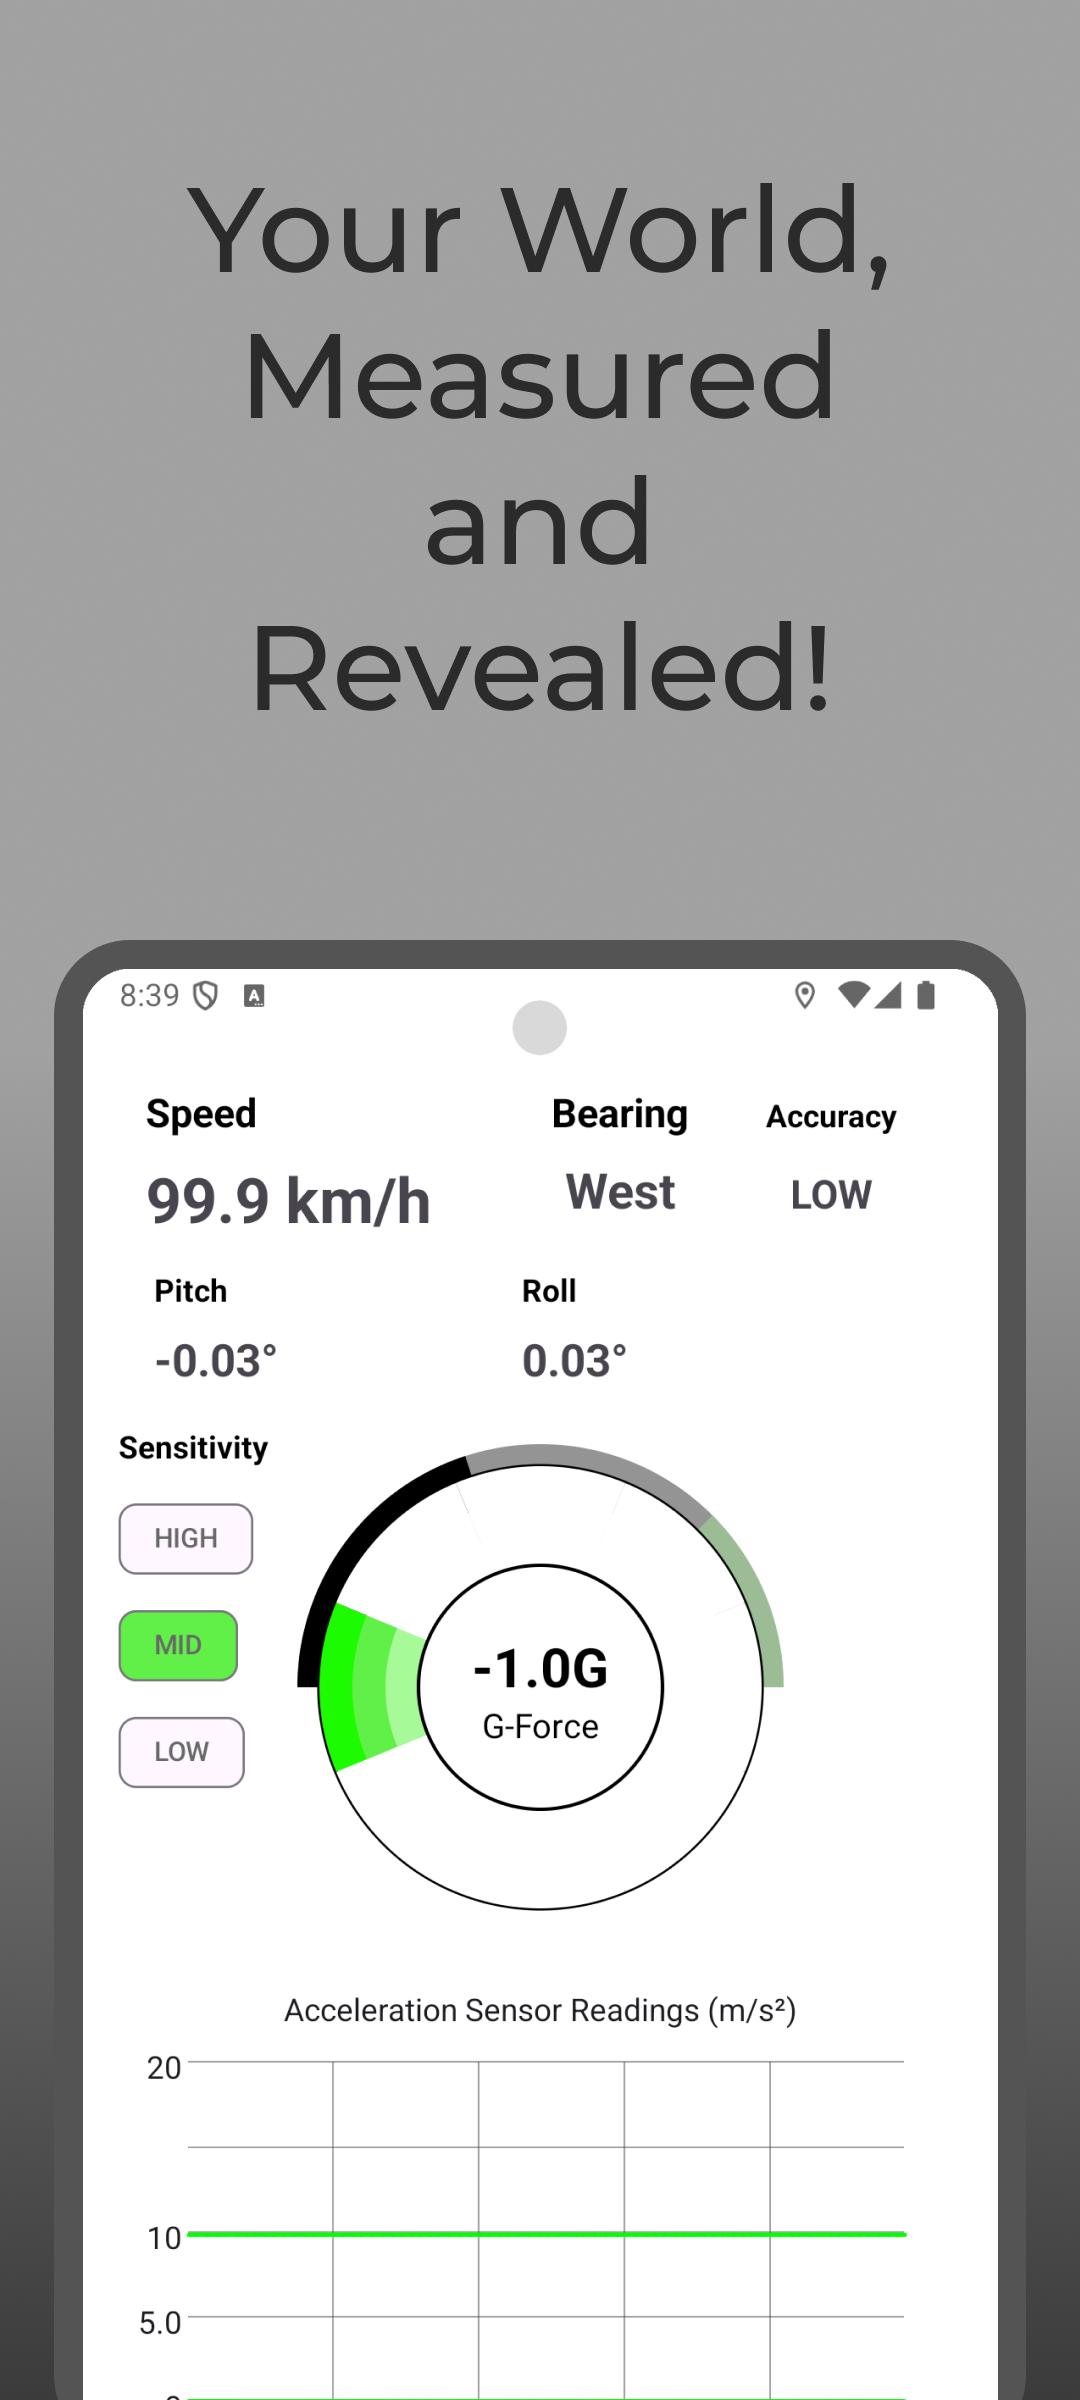 Your World,
Measured
and
Revealed!
8:39
Speed
Bearing
Accuracy
99.9 km/h
West
LOW
Pitch
Roll
-0.03°
0.03°
Sensitivity
HIGH
MID
LOW
-1.0G
G-Force
Acceleration Sensor Readings (m/s²)
20
10
5.0